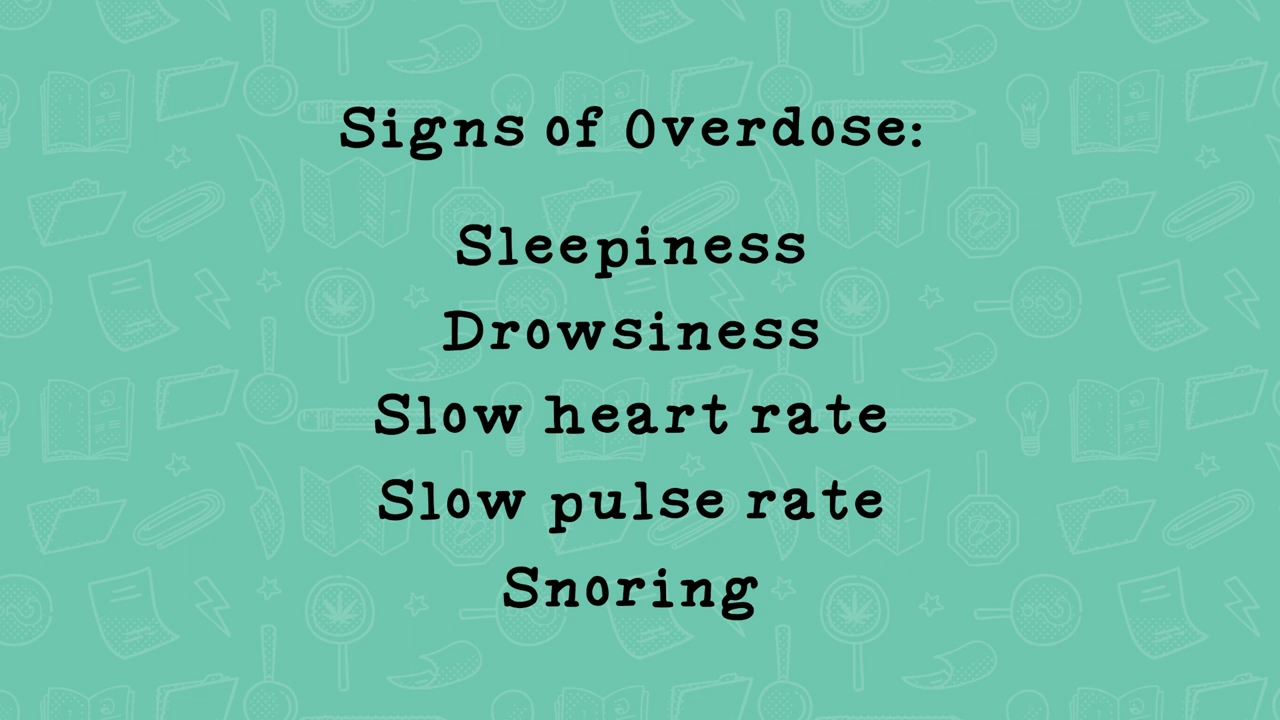 Signs of Overdose:
Sleepiness
Drowsiness
Slow heart rate
Slow pulse rate
Snoring